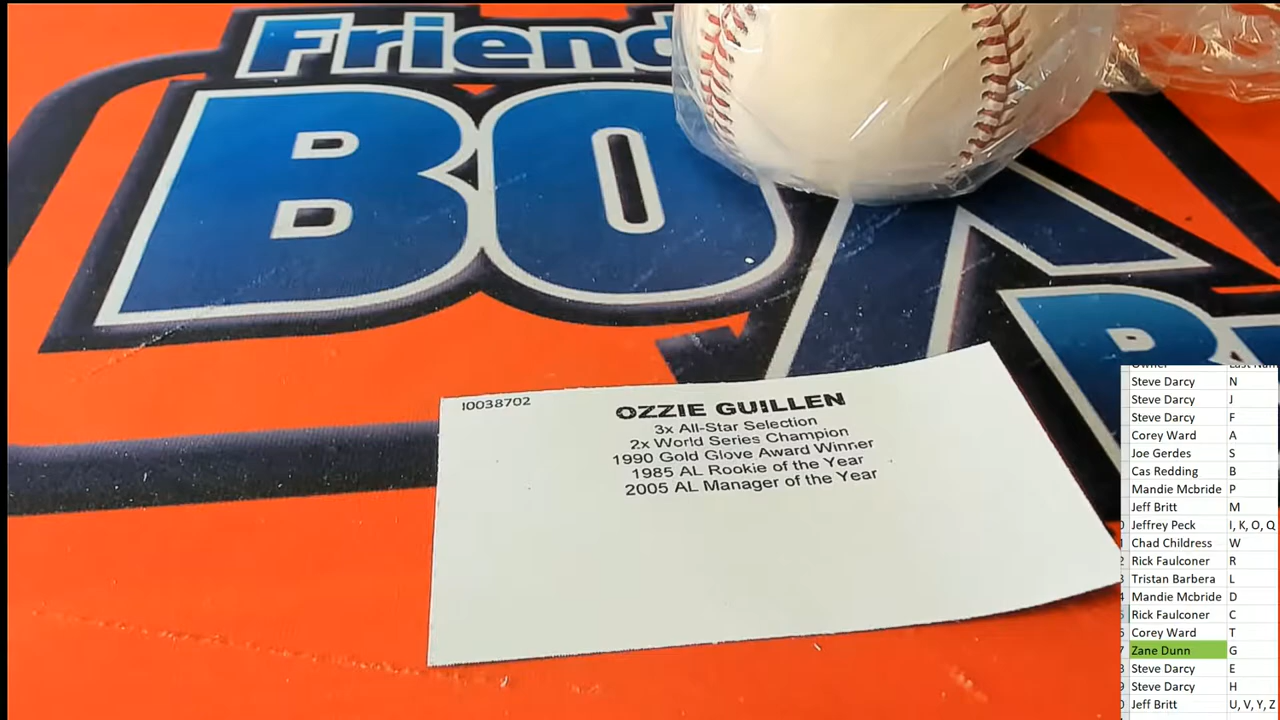 Friend
BO
I0038702
OZZIE GUILLEN
3x All-Star Selection
2x World Series Champion
1990 Gold Glove Award Winner
1985 AL Rookie of the Year
2005 AL Manager of the Year
Steve Darcy N
Steve Darcy J
Steve Darcy F
Corey Ward A
Joe Gerdes S
Cas Redding B
Mandie Mcbride P
Jeff Britt M
Jeffrey Peck I, K, O, Q
Chad Childress W
Rick Faulconer R
Tristan Barbera L
Mandie Mcbride D
Rick Faulconer C
Corey Ward T
Zane Dunn G
Steve Darcy E
Steve Darcy H
Jeff Britt U, V, Y, Z